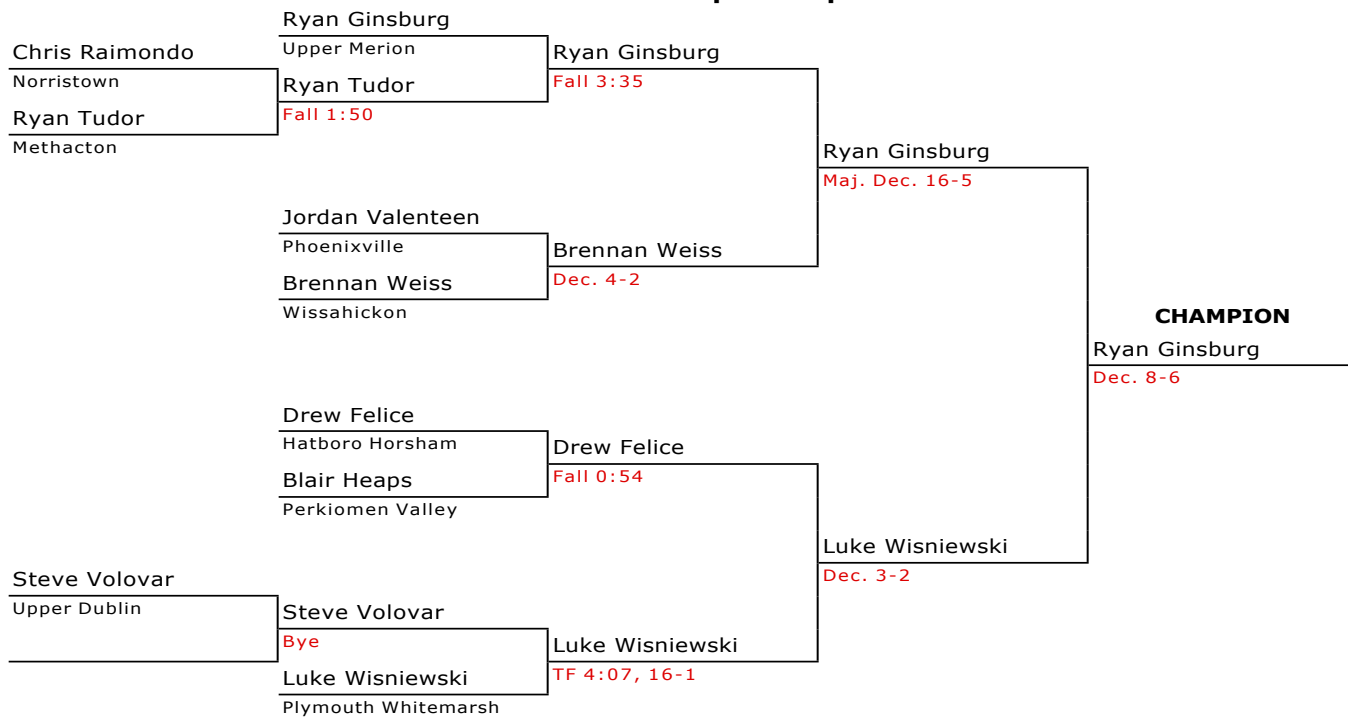 Ryan Ginsburg
Chris Raimondo
Upper Merion
Ryan Ginsburg
Norristown
Ryan Tudor
Fall 3:35
Ryan Tudor
Fall 1:50
Methacton
Ryan Ginsburg
Maj. Dec. 16-5
Jordan Valenteen
Phoenixville
Brennan Weiss
Brennan Weiss
Dec. 4-2
Wissahickon
CHAMPION
Ryan Ginsburg
Dec. 8-6
Drew Felice
Hatboro Horsham
Drew Felice
Blair Heaps
Fall 0:54
Perkiomen Valley
Luke Wisniewski
Dec. 3-2
Steve Volovar
Upper Dublin
Steve Volovar
Bye
Luke Wisniewski
Luke Wisniewski
TF 4:07, 16-1
Plymouth Whitemarsh